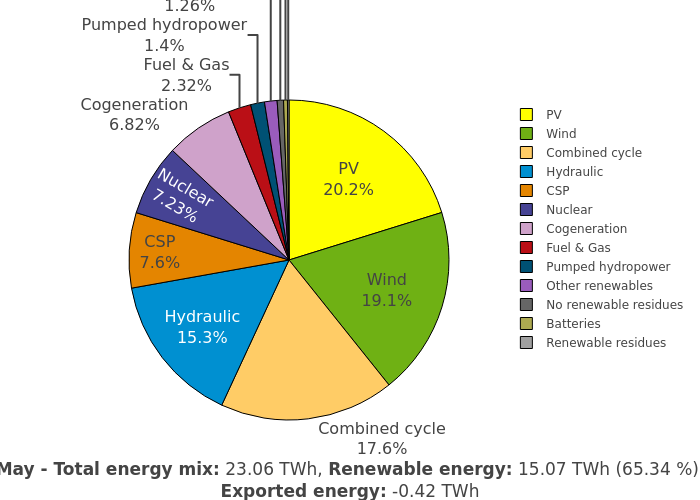 1.26%
Pumped hydropower
1.4%
Fuel & Gas
2.32%
Cogeneration
6.82%
PV
20.2%
Nuclear
7.23%
CSP
7.6%
Wind
19.1%
Hydraulic
15.3%
Combined cycle
17.6%
PV
Wind
Combined cycle
Hydraulic
CSP
Nuclear
Cogeneration
Fuel & Gas
Pumped hydropower
Other renewables
No renewable residues
Batteries
Renewable residues
May - Total energy mix: 23.06 TWh, Renewable energy: 15.07 TWh (65.34 %)
Exported energy: -0.42 TWh